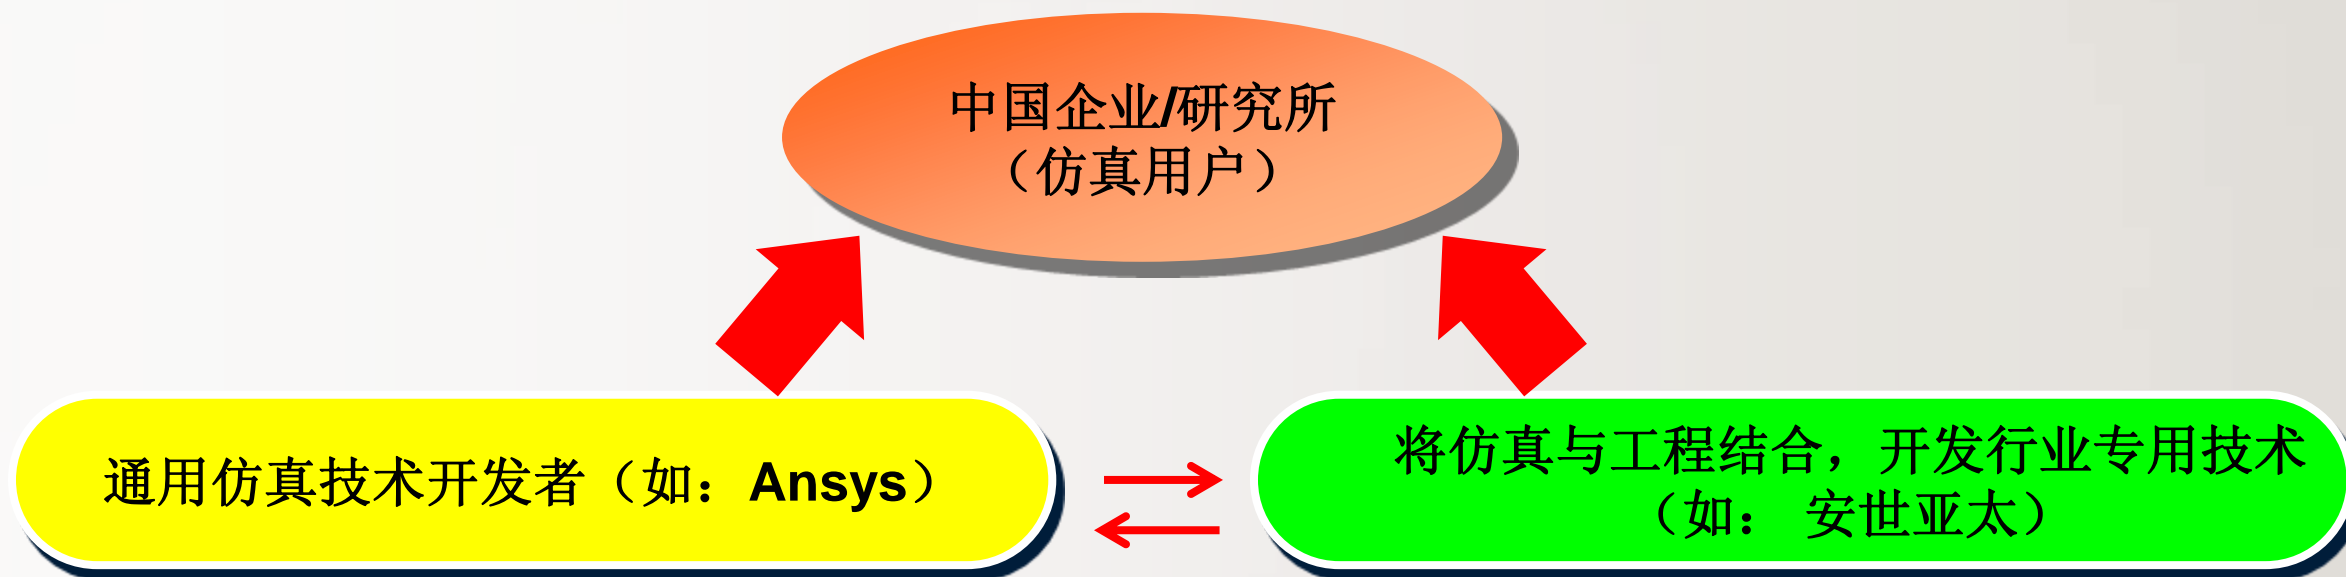 中国企业/研究所
（仿真用户）
通用仿真技术开发者（如：Ansys）
将仿真与工程结合，开发行业专用技术
（如： 安世亚太）